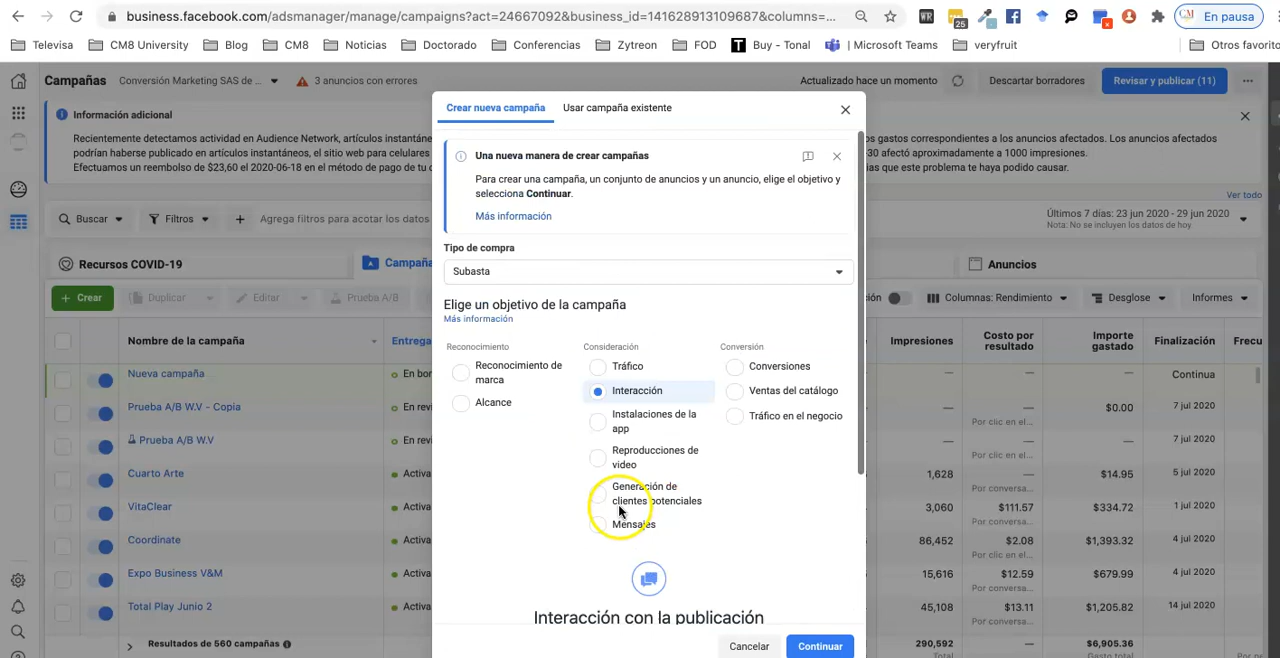 business.facebook.com/adsmanager/manage/campaigns?act=24667092&business_id=141628913109687&columns=...
25
CM
En pausa
Televisa
CM8 University
Blog
CM8
Noticias
Doctorado
Conferencias
Zytreon
FOD
T Buy - Tonal
| Microsoft Teams
veryfruit
Otros favorito
Campañas
Conversión Marketing SAS de ...
3 anuncios con errores
Actualizado hace un momento
Descartar borradores
Revisar y publicar (11)
Información adicional
Recientemente detectamos actividad en Audience Network, artículos instantáne
podrían haberse publicado en artículos instantáneos, el sitio web para celulares
Efectuamos un reembolso de $23,60 el 2020-06-18 en el método de pago de tu c
s gastos correspondientes a los anuncios afectados. Los anuncios
-30 afectó aproximadamente a 1000 impresiones.
ias que este problema te haya podido causar.
Ver todo
Buscar
Filtros
Agrega filtros para acotar los datos
Últimos 7 días: 23 jun 2020 - 29 jun 2020
Nota: No se incluyen los datos de hoy
Recursos COVID-19
Campaña
Anuncios
+ Crear
Duplicar
Editar
Prueba A/B
ión
Columnas: Rendimiento
Desglose
Informes
Nombre de la campaña
Entrega
Impresiones
Costo por resultado
Importe gastado
Finalización
Frecu
Nueva campaña
En bor
—
—
—
Continua
Prueba A/B W.V - Copia
En revi
—
—
$0.00
7 jul 2020
Por clic en el...
Prueba A/B W.V
En revi
—
—
—
7 jul 2020
Por clic en el...
Cuarto Arte
Activa
1,628
—
$14.95
5 jul 2020
Por conversa...
VitaClear
Activa
3,060
$111.57
$334.72
1 jul 2020
Por conversa...
Coordinate
Activa
86,452
$2.08
$1,393.32
4 jul 2020
Por clic en el...
Expo Business V&M
Activa
15,616
$12.59
$679.99
4 jul 2020
Por conversa...
Total Play Junio 2
Activa
45,108
$13.11
$1,205.82
14 jul 2020
Por conversa...
Resultados de 560 campañas
290,592
—
$6,905.36
Total
Gasto total
Crear nueva campaña
Usar campaña existente
Una nueva manera de crear campañas
Para crear una campaña, un conjunto de anuncios y un anuncio, elige el objetivo y
selecciona Continuar.
Más información
Tipo de compra
Subasta
Elige un objetivo de la campaña
Más información
Reconocimiento
Reconocimiento de
marca
Alcance
Consideración
Tráfico
Interacción
Instalaciones de la
app
Reproducciones de
video
Generación de
clientes potenciales
Mensajes
Conversión
Conversiones
Ventas del catálogo
Tráfico en el negocio
Interacción con la publicación
Cancelar
Continuar